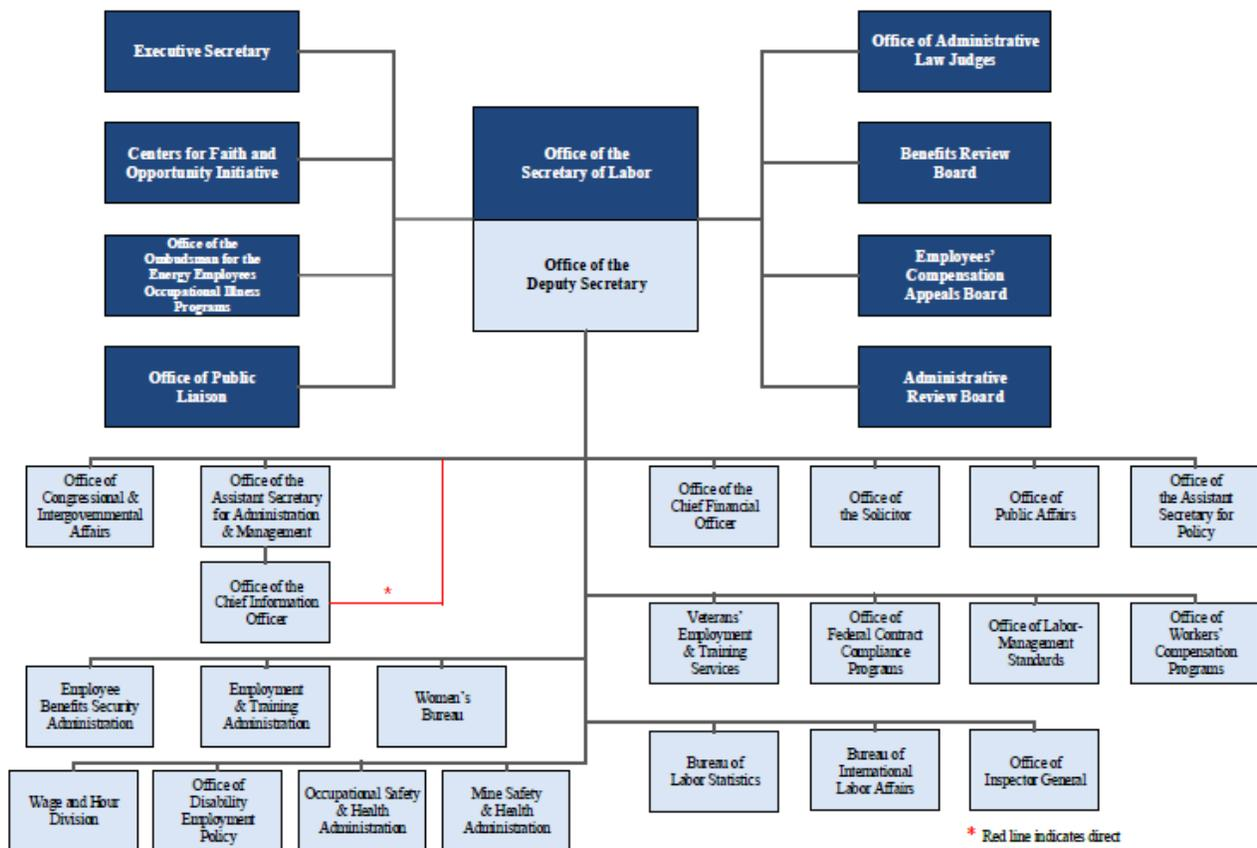 Executive Secretary
Office of Administrative
Law Judges
Office of the
Secretary of Labor
Centers for Faith and
Opportunity Initiative
Benefits Review
Board
Office of the
Ombudsman for the
Energy Employees
Occupational Illness
Programs
Office of the
Deputy Secretary
Employees’
Compensation
Appeals Board
Office of Public
Liaison
Administrative
Review Board
Office of
Congressional &
Intergovernmental
Affairs
Office of the
Assistant Secretary
for Administration
& Management
Office of the
Chief Financial
Officer
Office of
the Solicitor
Office of
Public Affairs
Office of
the Assistant
Secretary for
Policy
Office of the
Chief Information
Officer
*
Veterans’
Employment
& Training
Services
Office of
Federal Contract
Compliance
Programs
Office of Labor-
Management
Standards
Office of
Workers’
Compensation
Programs
Employee
Benefits Security
Administration
Employment
& Training
Administration
Women’s
Bureau
Bureau of
Labor Statistics
Bureau of
International
Labor Affairs
Office of
Inspector General
Wage and Hour
Division
Office of
Disability
Employment
Policy
Occupational Safety
& Health
Administration
Mine Safety
& Health
Administration
* Red line indicates direct